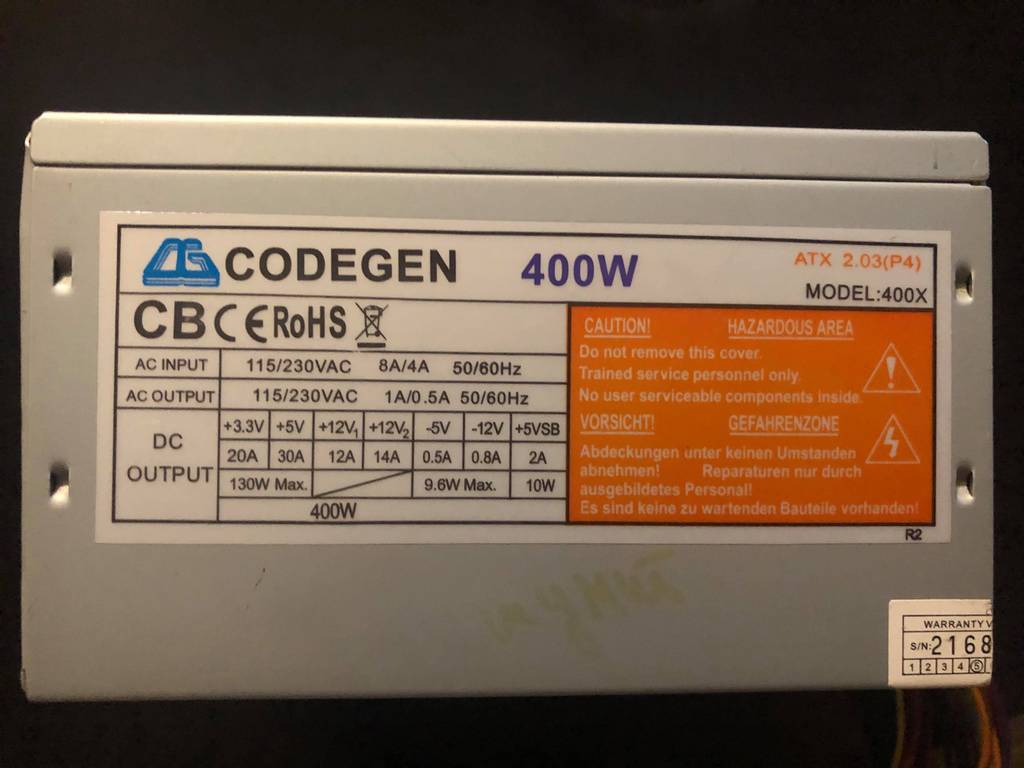 CODEGEN 400W ATX 2.03(P4)
MODEL:400X
CB CE RoHS
AC INPUT 115/230VAC 8A/4A 50/60Hz
AC OUTPUT 115/230VAC 1A/0.5A 50/60Hz
DC OUTPUT
+3.3V +5V +12V1 +12V2 -5V -12V +5VSB
20A 30A 12A 14A 0.5A 0.8A 2A
130W Max. 9.6W Max. 10W
400W
CAUTION! HAZARDOUS AREA
Do not remove this cover.
Trained service personnel only.
No user serviceable components inside.
VORSICHT! GEFAHRENZONE
Abdeckungen unter keinen Umstanden
abnehmen! Reparaturen nur durch
ausgebildetes Personal!
Es sind keine zu wartenden Bauteile vorhanden!
R2
WARRANTY V
S/N: 2168
1 2 3 4 5